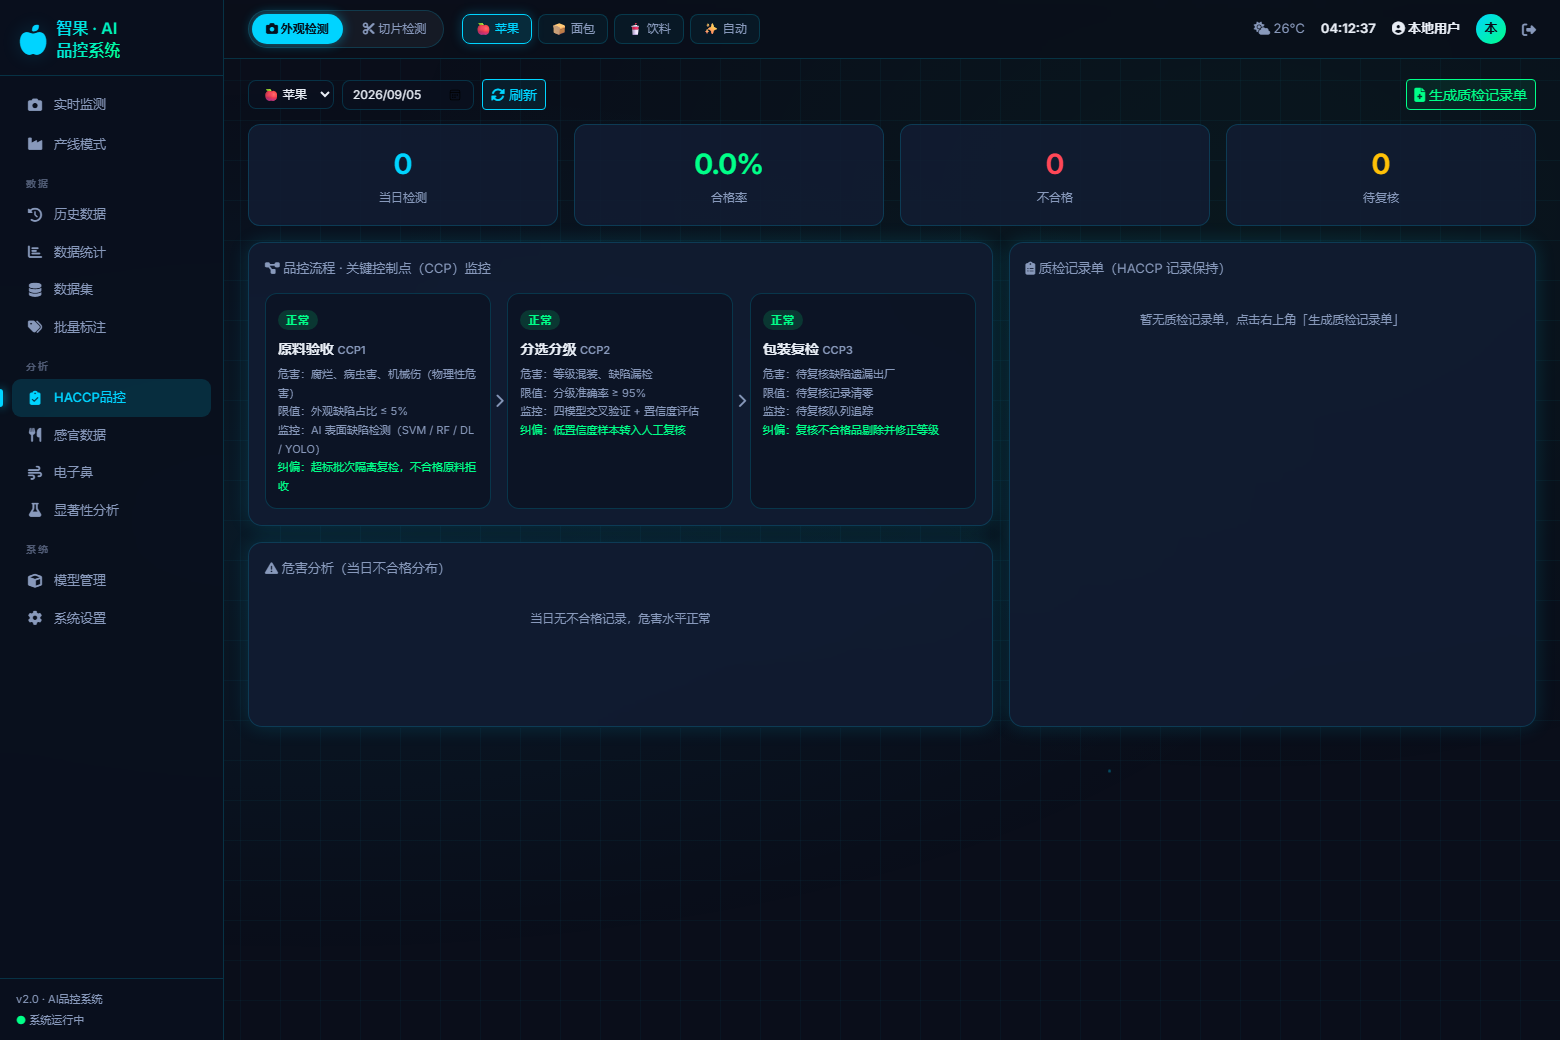 智果 · AI
品控系统
实时监测
产线模式
数据
历史数据
数据统计
数据集
批量标注
分析
HACCP品控
感官数据
电子鼻
显著性分析
系统
模型管理
系统设置
v2.0 · AI品控系统
系统运行中
外观检测 切片检测 苹果 面包 饮料 自动 26°C 04:12:37 本地用户 本
苹果 2026/09/05 刷新 生成质检记录单
0
当日检测
0.0%
合格率
0
不合格
0
待复核
品控流程 · 关键控制点（CCP）监控
正常
原料验收 CCP1
危害：腐烂、病虫害、机械伤（物理性危
害）
限值：外观缺陷占比 ≤ 5%
监控：AI 表面缺陷检测（SVM / RF / DL
/ YOLO）
纠偏：超标批次隔离复检，不合格原料拒
收
正常
分选分级 CCP2
危害：等级混装、缺陷漏检
限值：分级准确率 ≥ 95%
监控：四模型交叉验证 + 置信度评估
纠偏：低置信度样本转入人工复核
正常
包装复检 CCP3
危害：待复核缺陷遗漏出厂
限值：待复核记录清零
监控：待复核队列追踪
纠偏：复核不合格品剔除并修正等级
质检记录单（HACCP 记录保持）
暂无质检记录单，点击右上角「生成质检记录单」
危害分析（当日不合格分布）
当日无不合格记录，危害水平正常